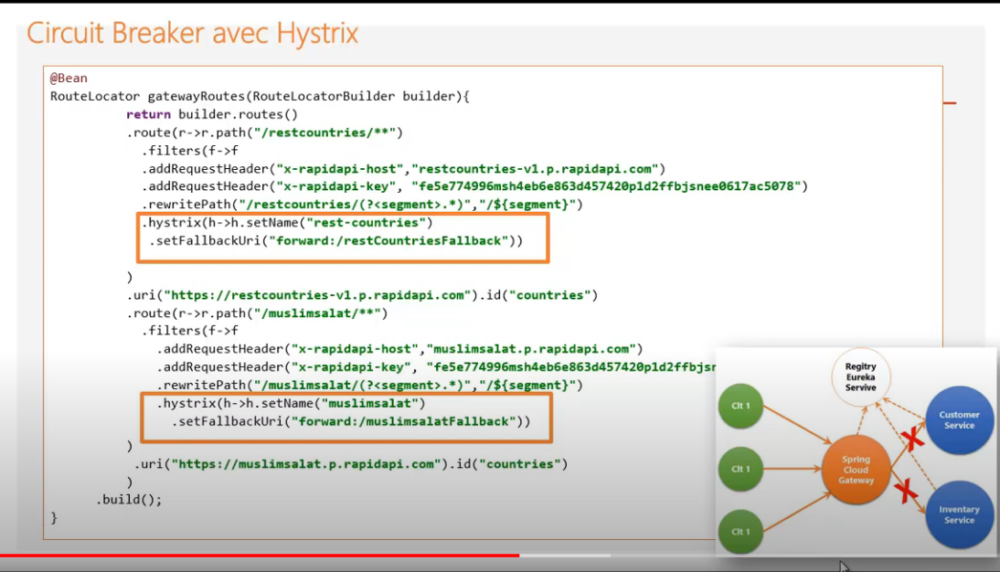 Circuit Breaker avec Hystrix
@Bean
RouteLocator gatewayRoutes(RouteLocatorBuilder builder){
return builder.routes()
.route(r->r.path("/restcountries/**")
.filters(f->f
.addRequestHeader("x-rapidapi-host","restcountries-v1.p.rapidapi.com")
.addRequestHeader("x-rapidapi-key", "fe5e774996msh4eb6e863d457420p1d2ffbjsnee0617ac5078")
.rewritePath("/restcountries/(?<segment>.*)","/${segment}")
.hystrix(h->h.setName("rest-countries")
.setFallbackUri("forward:/restCountriesFallback"))
)
.uri("https://restcountries-v1.p.rapidapi.com").id("countries")
.route(r->r.path("/muslimsalat/**")
.filters(f->f
.addRequestHeader("x-rapidapi-host","muslimsalat.p.rapidapi.com")
.addRequestHeader("x-rapidapi-key", "fe5e774996msh4eb6e863d457420p1d2ffbjsr
.rewritePath("/muslimsalat/(?<segment>.*)","/${segment}")
.hystrix(h->h.setName("muslimsalat")
.setFallbackUri("forward:/muslimsalatFallback"))
)
.uri("https://muslimsalat.p.rapidapi.com").id("countries")
)
.build();
}
Regitry
Eureka
Servive
Clt 1
Customer
Service
Clt 1
Spring
Cloud
Gateway
Inventary
Service
Clt 1